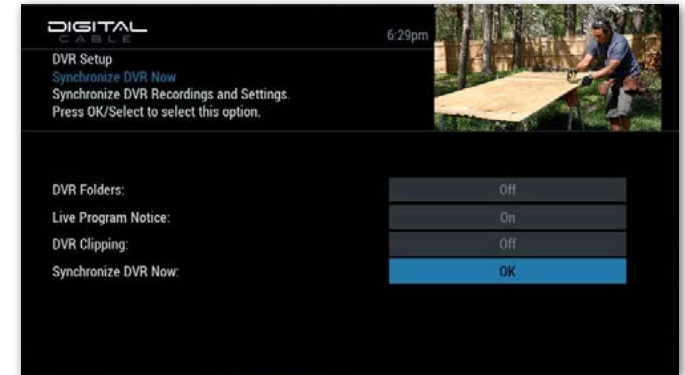 DIGITAL
CABLE
6:29pm
DVR Setup
Synchronize DVR Now
Synchronize DVR Recordings and Settings.
Press OK/Select to select this option.
DVR Folders: Off
Live Program Notice: On
DVR Clipping: Off
Synchronize DVR Now: OK